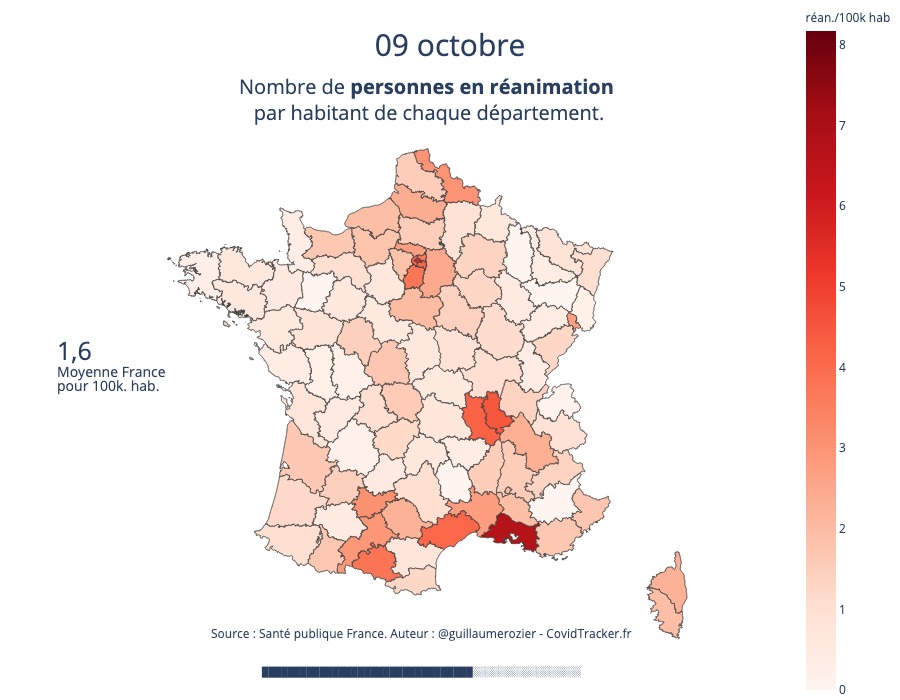 09 octobre
Nombre de personnes en réanimation
par habitant de chaque département.
réan./100k hab
8
7
6
5
4
3
2
1
0
1,6
Moyenne France
pour 100k. hab.
Source : Santé publique France. Auteur : @guillaumerozier - CovidTracker.fr